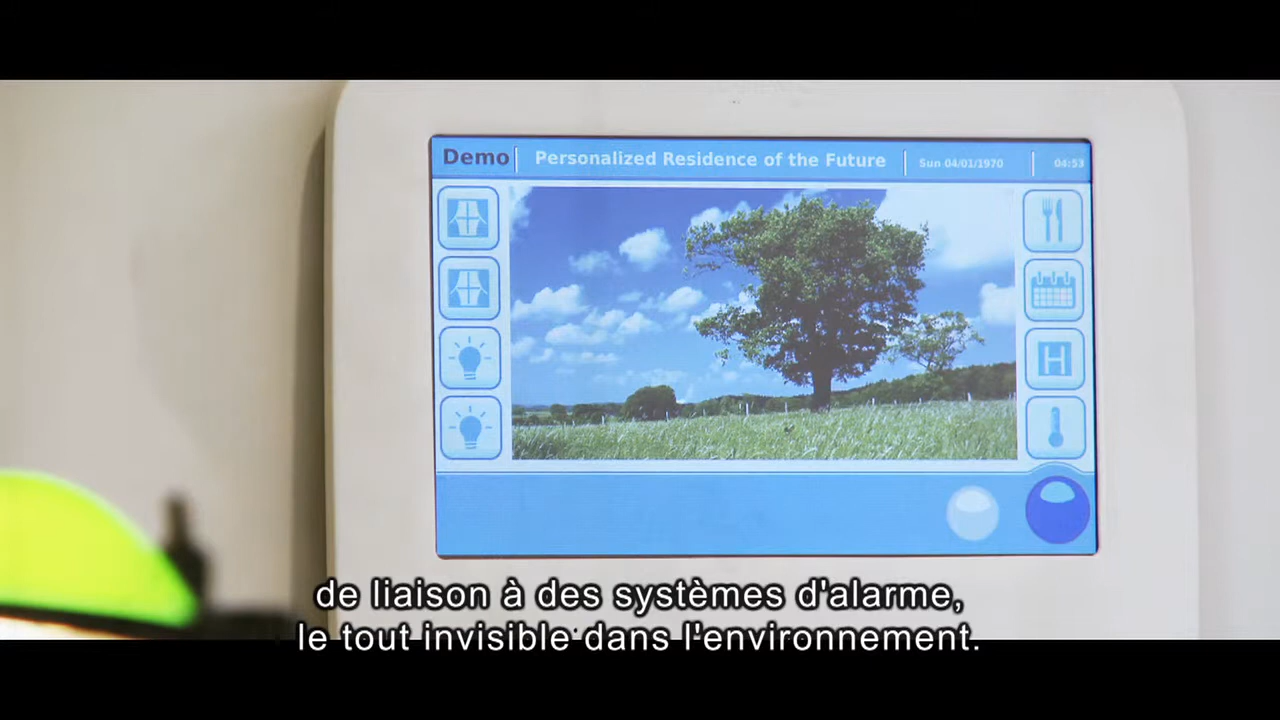 Demo
Personalized Residence of the Future
Sun 04/01/1970
04:53
H
de liaison à des systèmes d'alarme,
le tout invisible dans l'environnement.